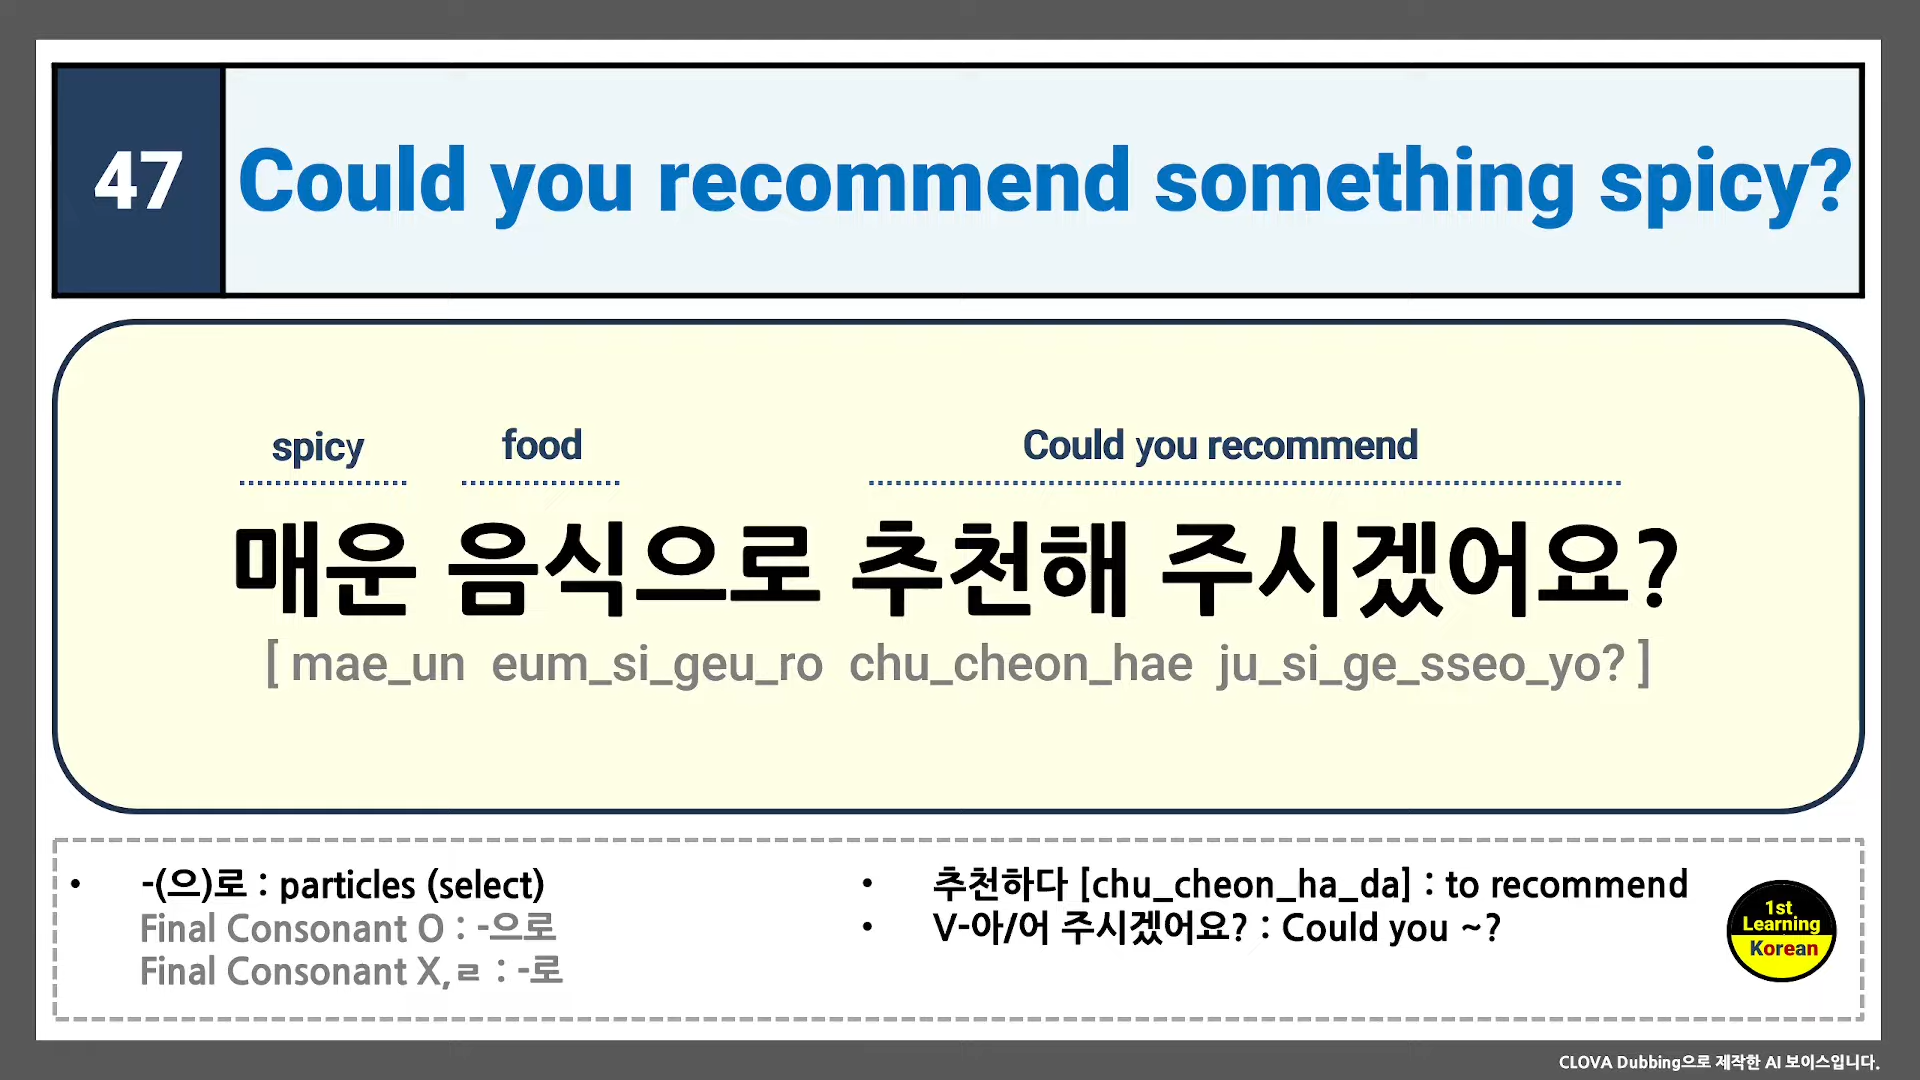 47
Could you recommend something spicy?
spicy food Could you recommend
매운 음식으로 추천해 주시겠어요?
[ mae_un eum_si_geu_ro chu_cheon_hae ju_si_ge_sseo_yo? ]
• -(으)로 : particles (select)
Final Consonant O : -으로
Final Consonant X,ㄹ : -로
• 추천하다 [chu_cheon_ha_da] : to recommend
• V-아/어 주시겠어요? : Could you ~?
1st
Learning
Korean
CLOVA Dubbing으로 제작한 AI 보이스입니다.